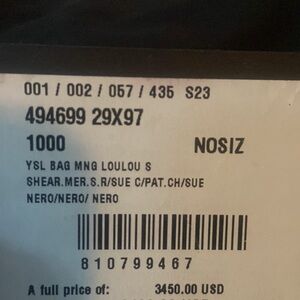 001 / 002 / 057 / 435 S23
494699 29X97
1000 NOSIZ
YSL BAG MNG LOULOU S
SHEAR.MER.S.R/SUE C/PAT.CH/SUE
NERO/NERO/ NERO
810799467
A full price of: 3450.00 USD